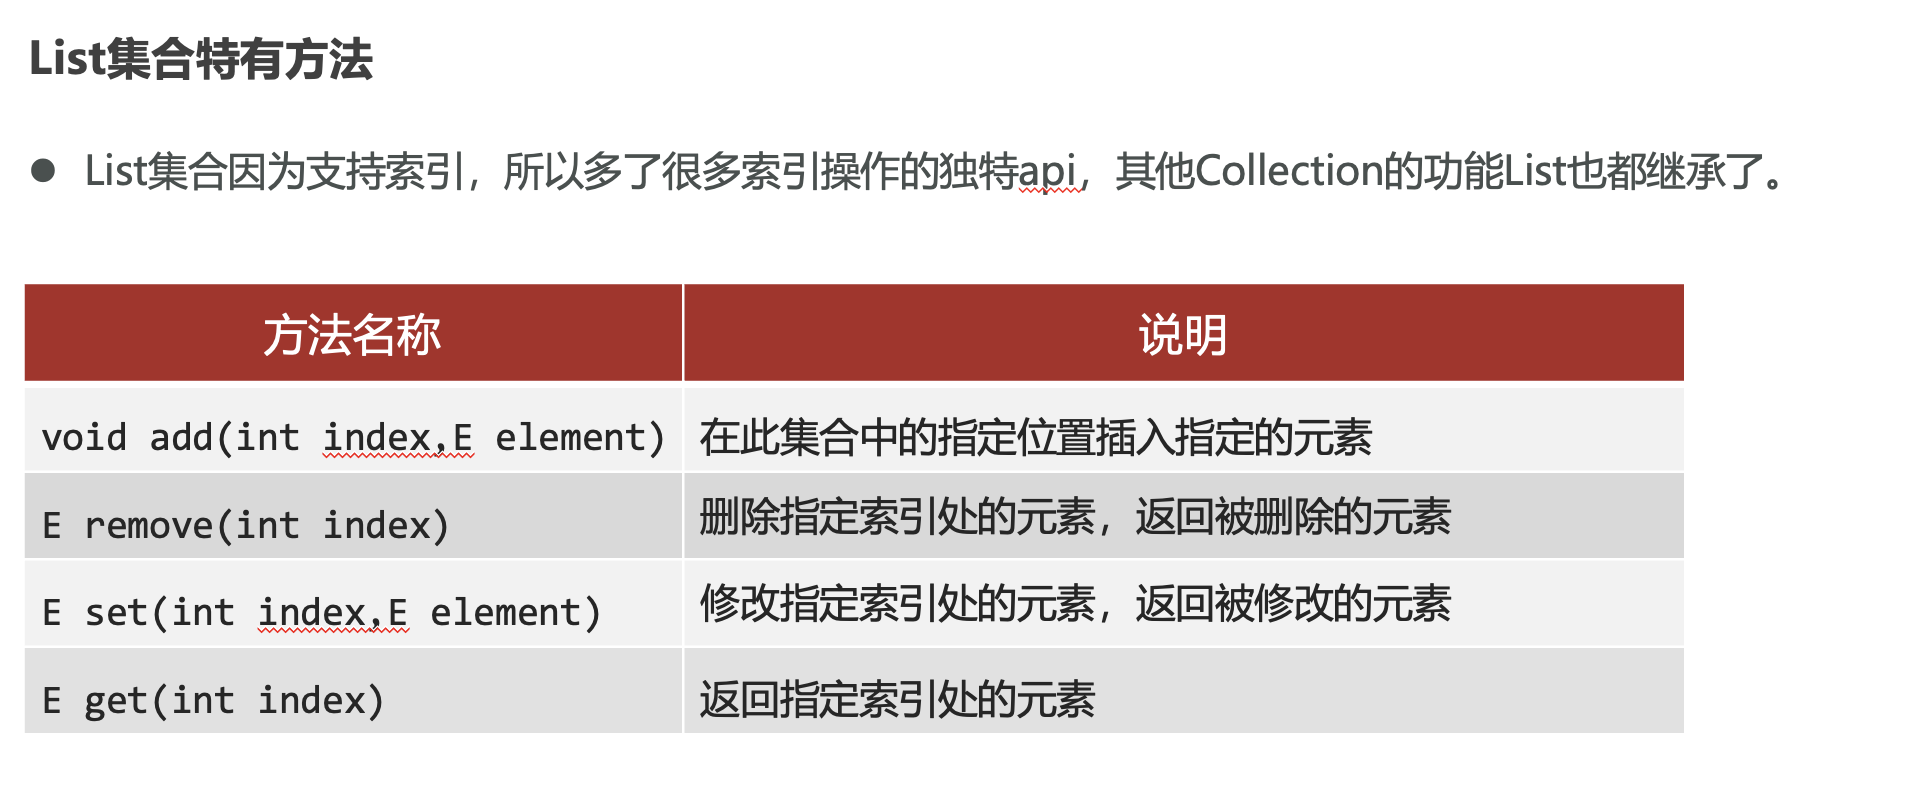 List集合特有方法
● List集合因为支持索引，所以多了很多索引操作的独特api，其他Collection的功能List也都继承了。
方法名称 说明
void add(int index,E element) 在此集合中的指定位置插入指定的元素
E remove(int index) 删除指定索引处的元素，返回被删除的元素
E set(int index,E element) 修改指定索引处的元素，返回被修改的元素
E get(int index) 返回指定索引处的元素